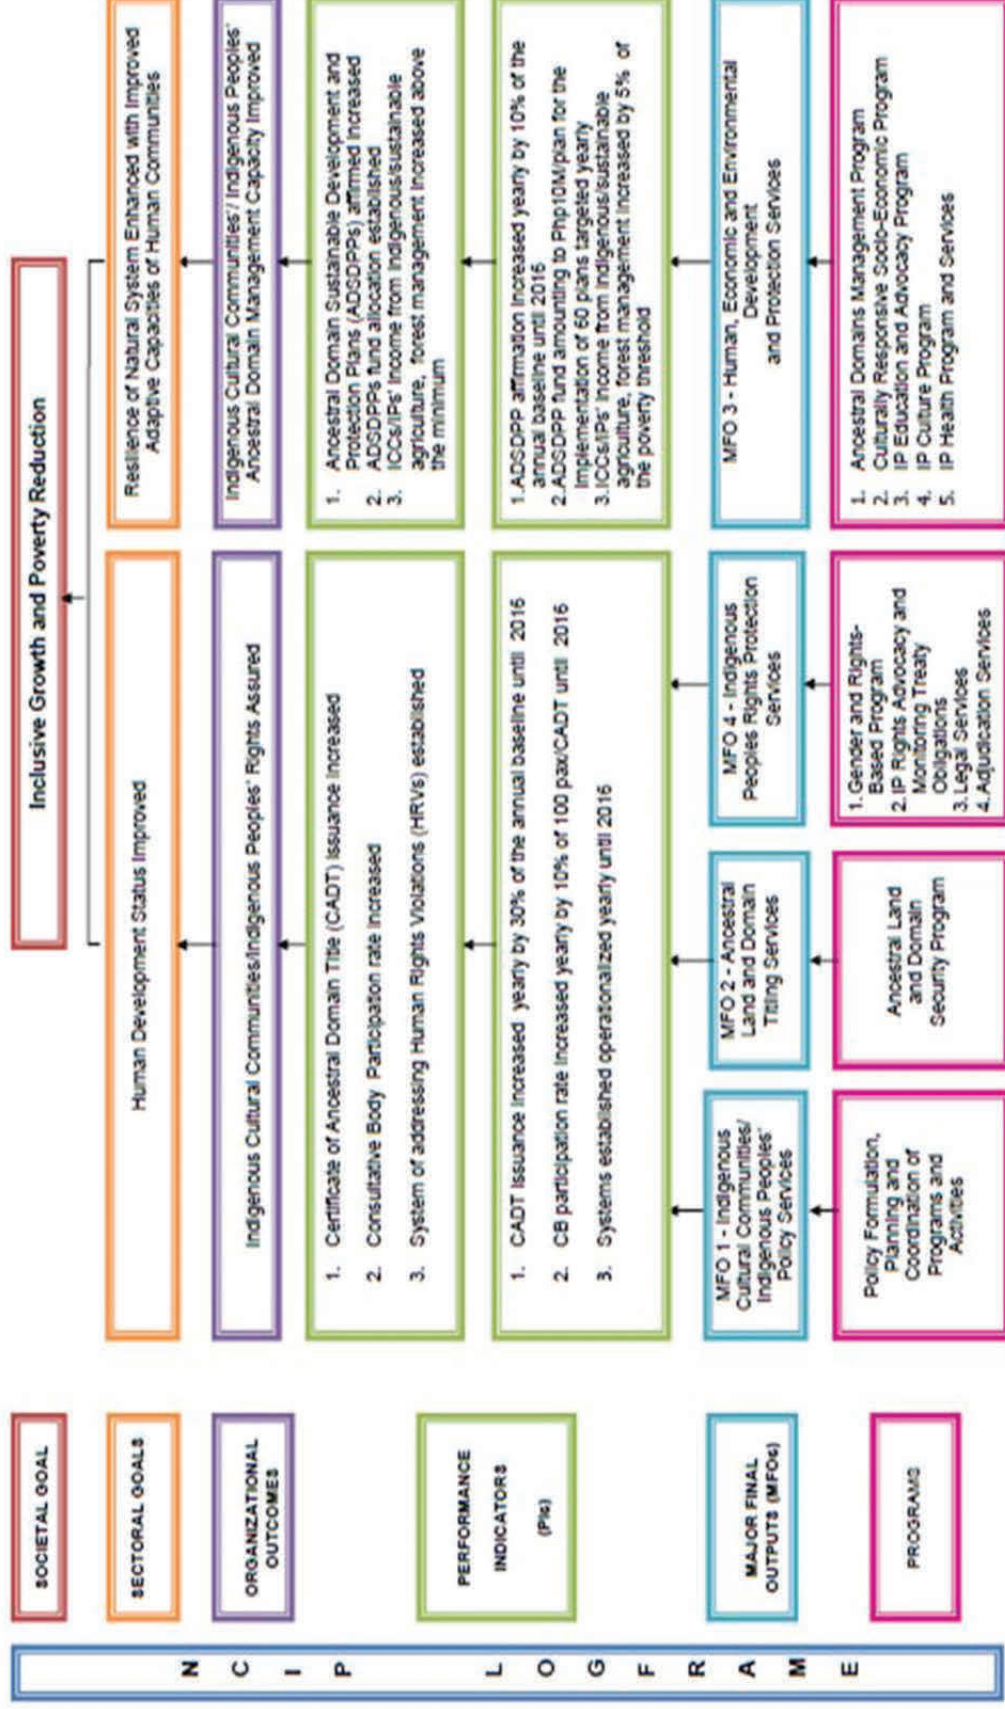 NCIP LOGFRAME
SOCIETAL GOAL
Inclusive Growth and Poverty Reduction
SECTORAL GOALS
Human Development Status Improved
Resilience of Natural System Enhanced with Improved
Adaptive Capacities of Human Communities
ORGANIZATIONAL
OUTCOMES
Indigenous Cultural Communities/Indigenous Peoples' Rights Assured
Indigenous Cultural Communities'/ Indigenous Peoples'
Ancestral Domain Management Capacity Improved
PERFORMANCE
INDICATORS
(PIs)
1. Certificate of Ancestral Domain Title (CADT) issuance increased
2. Consultative Body Participation rate increased
3. System of addressing Human Rights Violations (HRVs) established
1. Ancestral Domain Sustainable Development and
Protection Plans (ADSDPPs) affirmed increased
2. ADSDPPs fund allocation established
3. ICCs/IPs' income from indigenous/sustainable
agriculture, forest management increased above
the minimum
1. CADT issuance increased yearly by 30% of the annual baseline until 2016
2. CB participation rate increased yearly by 10% of 100 pax/CADT until 2016
3. Systems established operationalized yearly until 2016
1.ADSDPP affirmation increased yearly by 10% of the
annual baseline until 2016
2.ADSDPP fund amounting to Php10M/plan for the
implementation of 60 plans targeted yearly
3.ICCs/IPs' income from indigenous/sustainable
agriculture, forest management increased by 5% of
the poverty threshold
MAJOR FINAL
OUTPUTS (MFOs)
MFO 1 - Indigenous
Cultural Communities/
Indigenous Peoples'
Policy Services
MFO 2 - Ancestral
Land and Domain
Titling Services
MFO 4 - Indigenous
Peoples Rights Protection
Services
MFO 3 - Human, Economic and Environmental
Development
and Protection Services
PROGRAMS
Policy Formulation,
Planning and
Coordination of
Programs and
Activities
Ancestral Land
and Domain
Security Program
1.Gender and Rights-
Based Program
2.IP Rights Advocacy and
Monitoring Treaty
Obligations
3.Legal Services
4.Adjudication Services
1. Ancestral Domains Management Program
2. Culturally Responsive Socio-Economic Program
3. IP Education and Advocacy Program
4. IP Culture Program
5. IP Health Program and Services